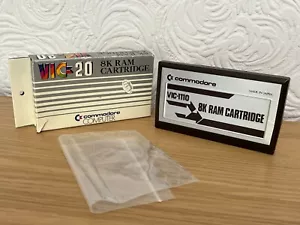 VIC-20
8K RAM
CARTRIDGE
commodore
COMPUTER
commodore
VIC-1110
8K RAM CARTRIDGE